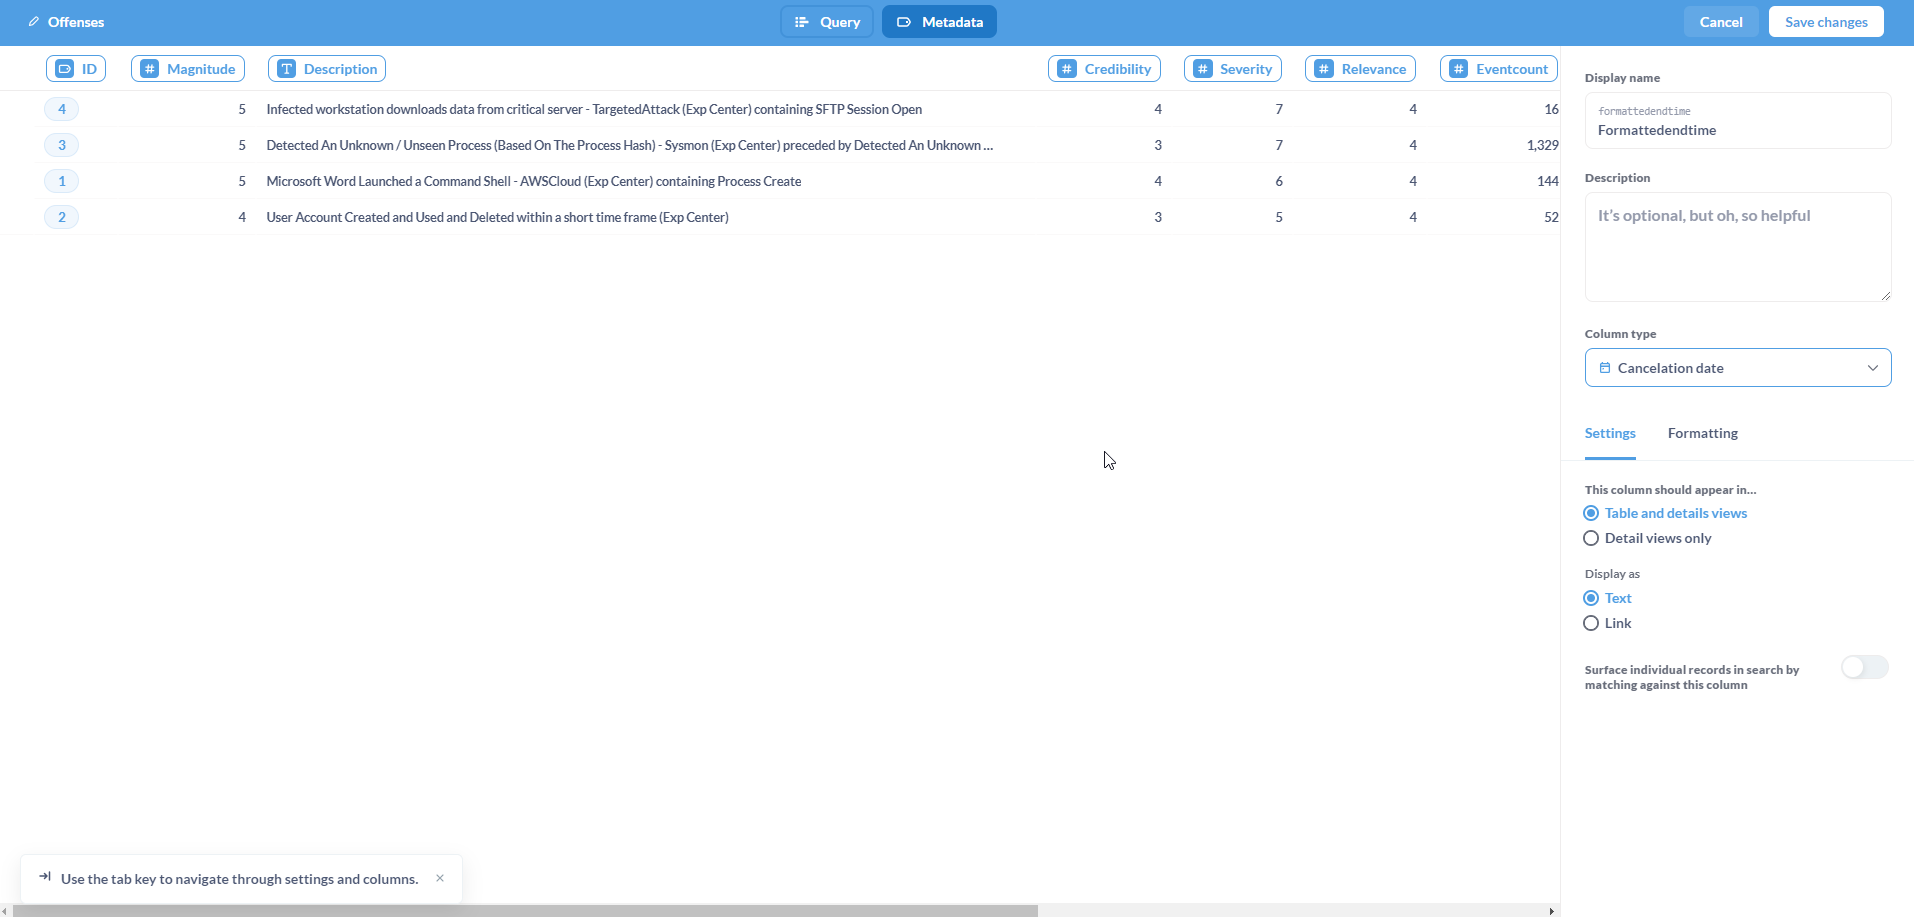 Offenses Query Metadata Cancel Save changes
ID Magnitude Description Credibility Severity Relevance Eventcount
4 5 Infected workstation downloads data from critical server - TargetedAttack (Exp Center) containing SFTP Session Open 4 7 4 16
3 5 Detected An Unknown / Unseen Process (Based On The Process Hash) - Sysmon (Exp Center) preceded by Detected An Unknown ... 3 7 4 1,329
1 5 Microsoft Word Launched a Command Shell - AWSCloud (Exp Center) containing Process Create 4 6 4 144
2 4 User Account Created and Used and Deleted within a short time frame (Exp Center) 3 5 4 52
Display name
formattedendtime
Formattedendtime
Description
It's optional, but oh, so helpful
Column type
Cancelation date
Settings Formatting
This column should appear in...
Table and details views
Detail views only
Display as
Text
Link
Surface individual records in search by
matching against this column
Use the tab key to navigate through settings and columns.